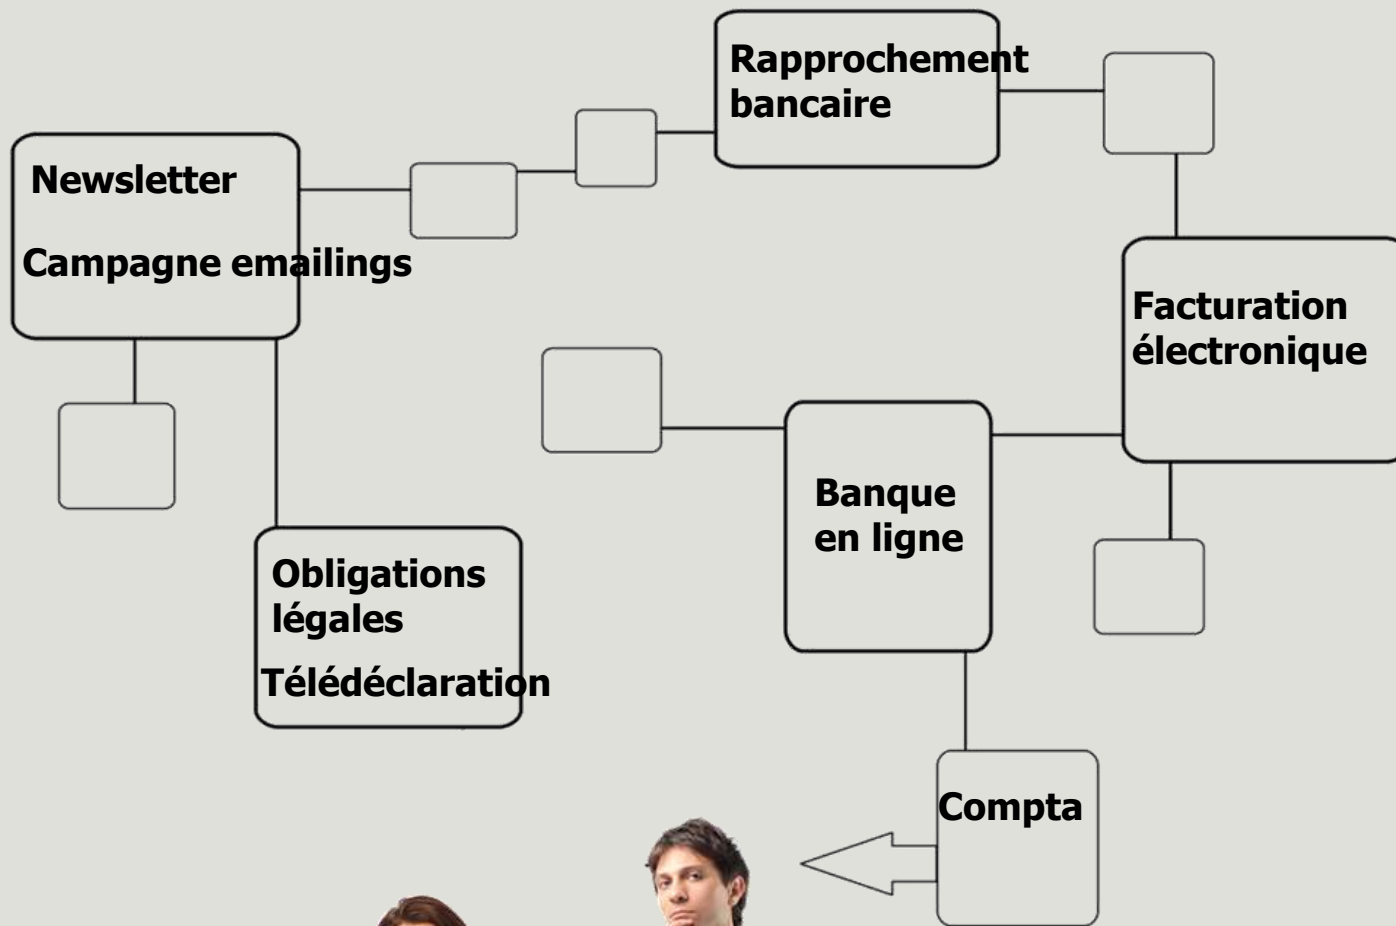 Rapprochement
bancaire
Newsletter
Campagne emailings
Facturation
électronique
Banque
en ligne
Obligations
légales
Télédéclaration
Compta